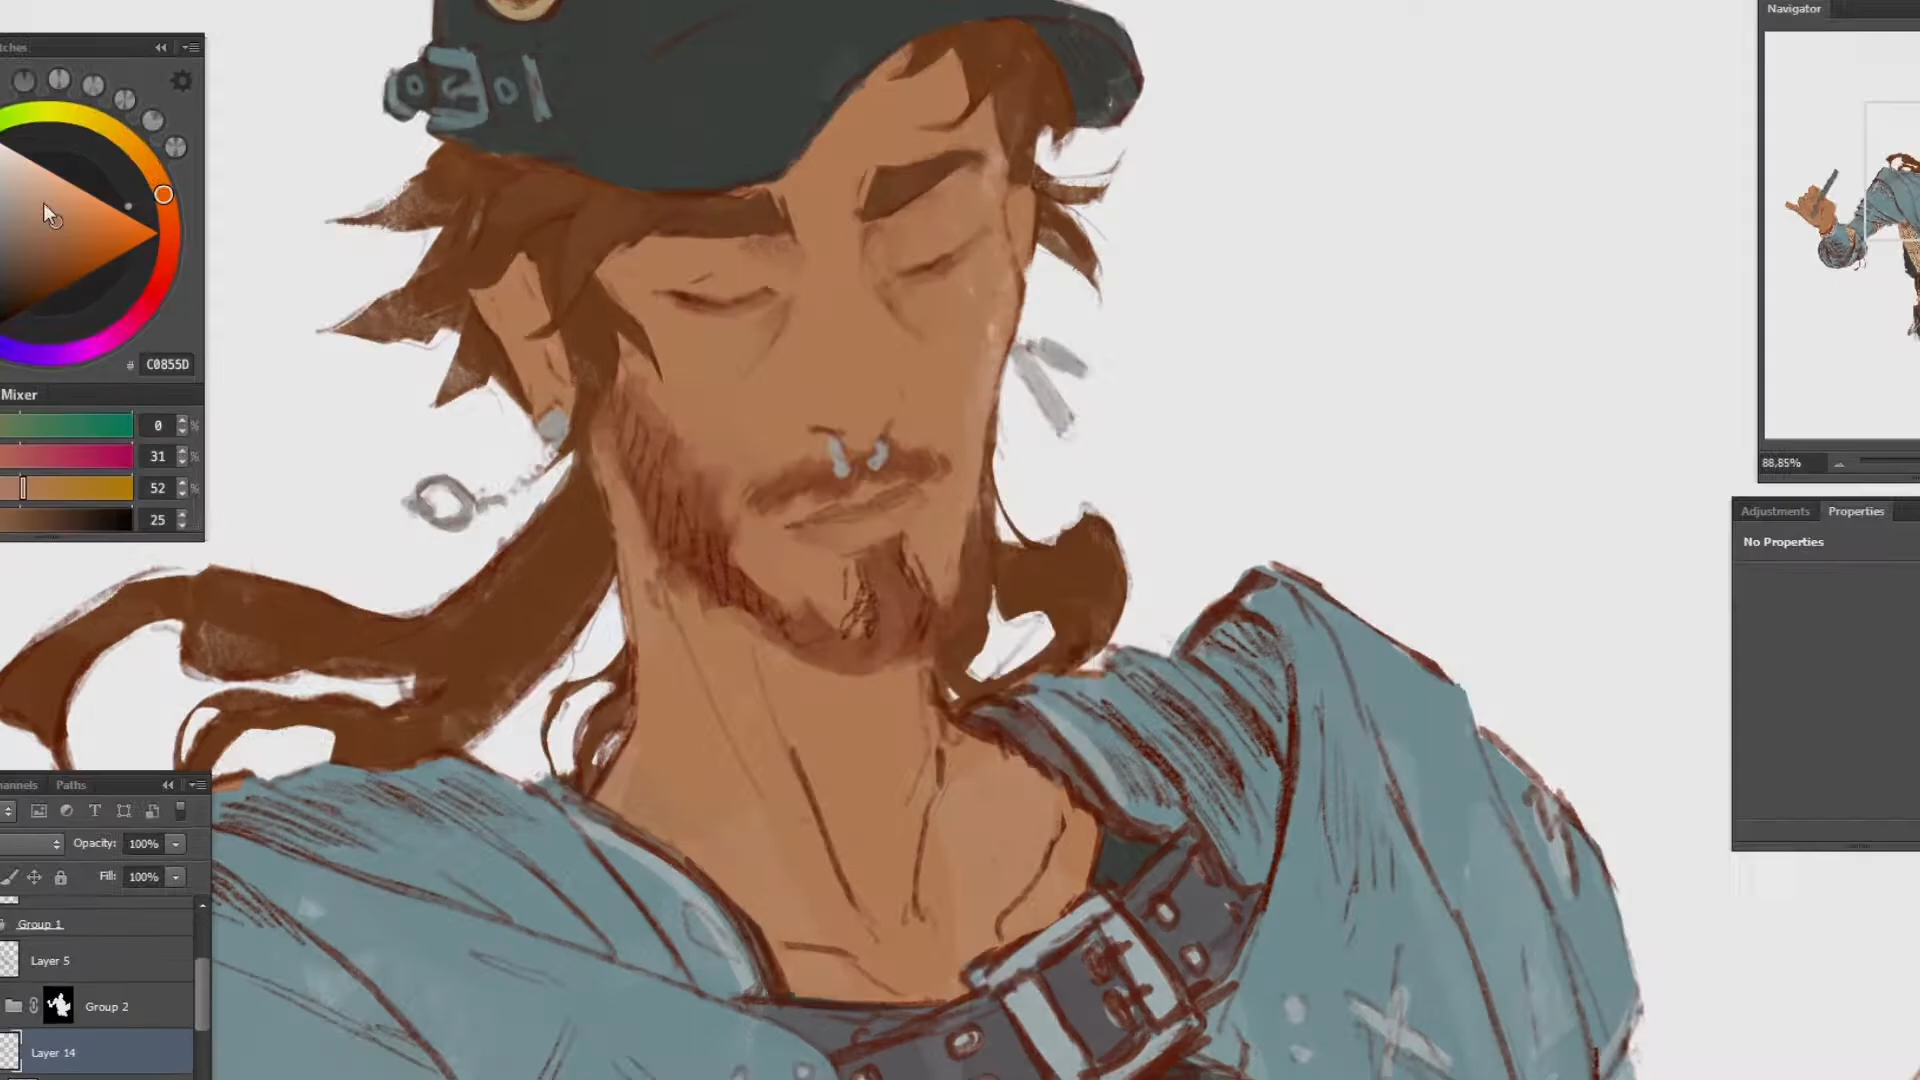 tches
# C0855D
Mixer
0 %
31 %
52 %
25
hannels Paths
Opacity: 100%
Fill: 100%
Group 1
Layer 5
Group 2
Layer 14
Navigator
88,85%
Adjustments Properties
No Properties